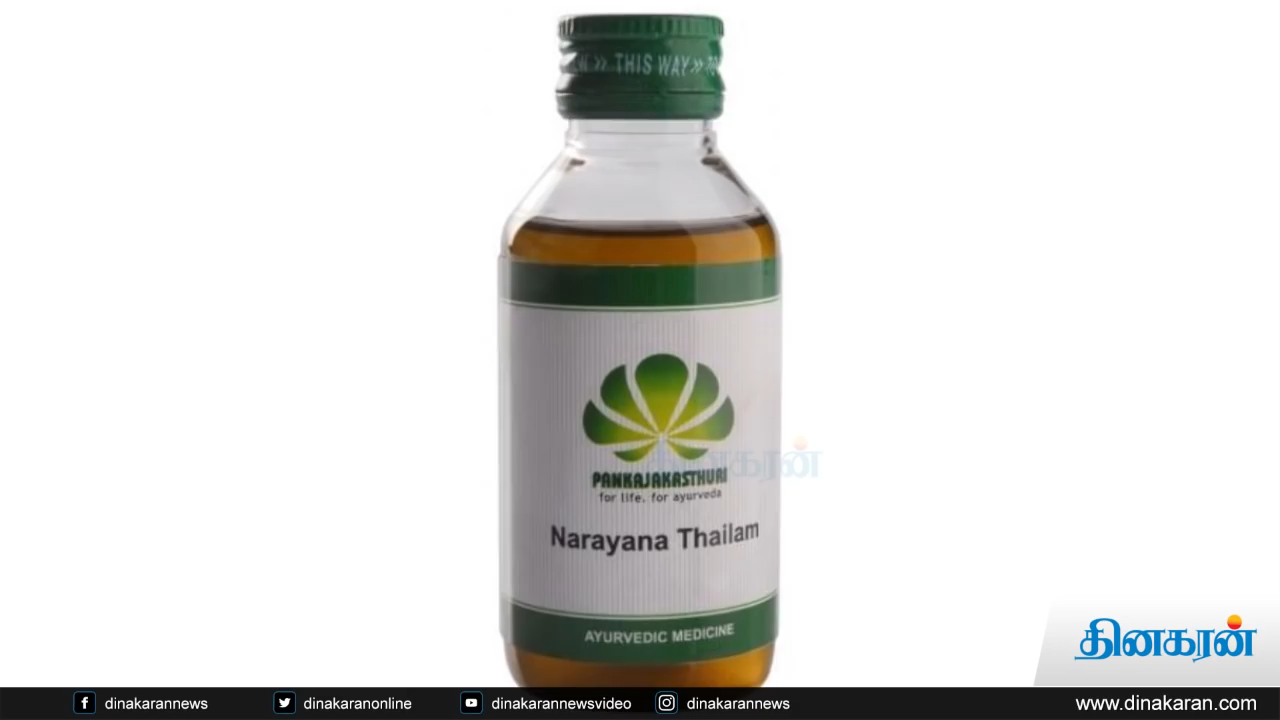 » THIS WAY »
PANKAJAKASTHURI
for life. for ayurveda
Narayana Thailam
AYURVEDIC MEDICINE
தினகரன்
தினகரன்
dinakarannews
dinakaranonline
dinakarannewsvideo
dinakarannews
www.dinakaran.com